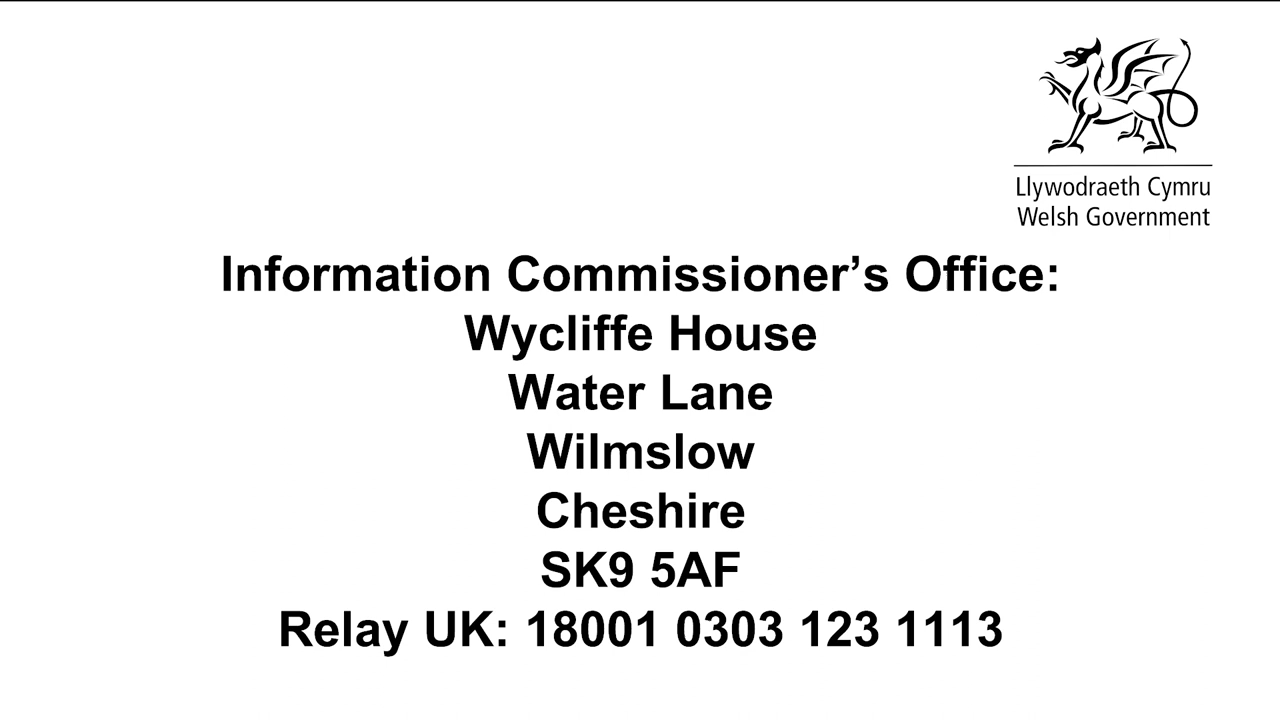 Llywodraeth Cymru
Welsh Government
Information Commissioner’s Office:
Wycliffe House
Water Lane
Wilmslow
Cheshire
SK9 5AF
Relay UK: 18001 0303 123 1113